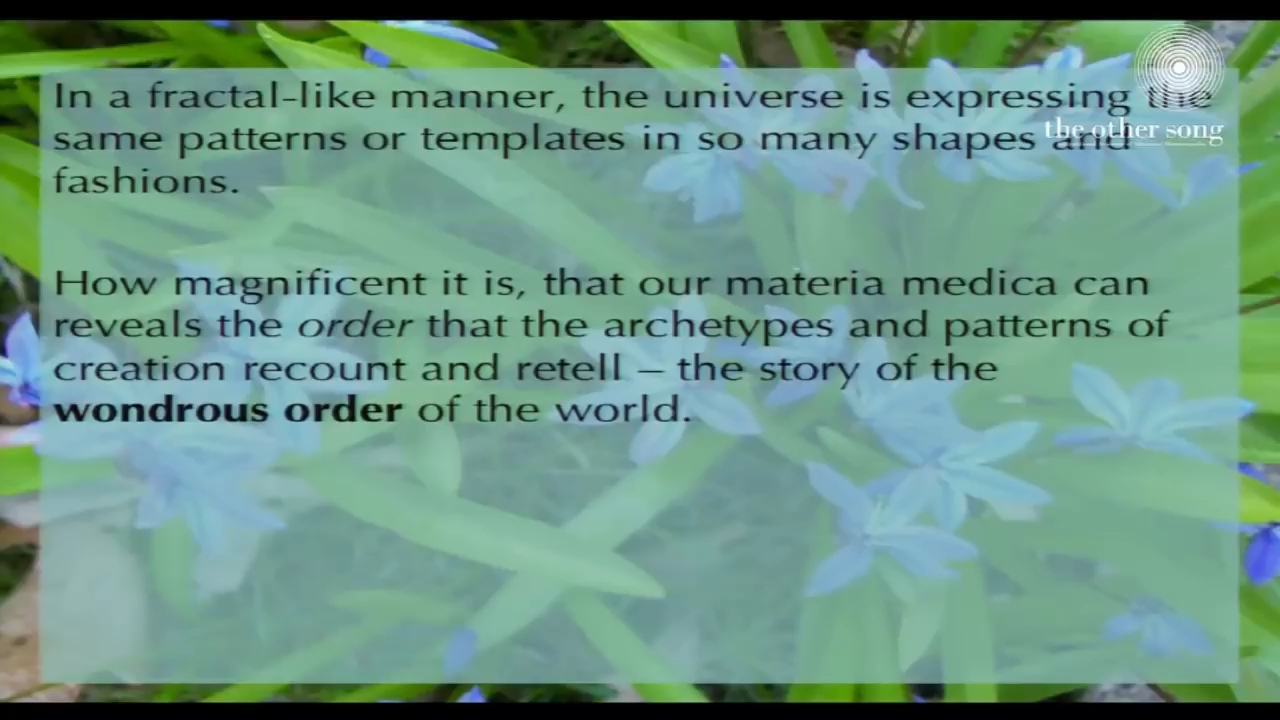 In a fractal-like manner, the universe is expressing the
same patterns or templates in so many shapes and
fashions.
How magnificent it is, that our materia medica can
reveals the order that the archetypes and patterns of
creation recount and retell – the story of the
wondrous order of the world.
the other song